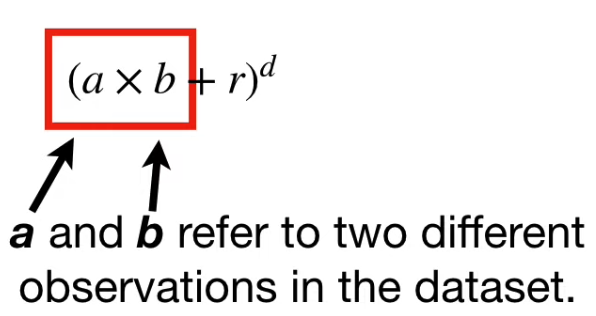 (a × b + r)ᵈ
a and b refer to two different
observations in the dataset.